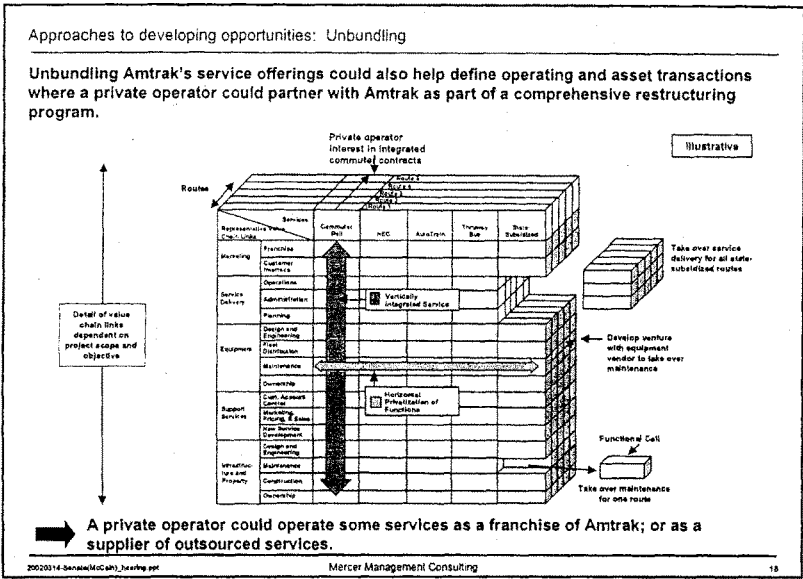 Approaches to developing opportunities: Unbundling
Unbundling Amtrak's service offerings could also help define operating and asset transactions
where a private operator could partner with Amtrak as part of a comprehensive restructuring
program.
Private operator
interest in integrated
commuter contracts
Illustrative
Routes
Services
Representative Value
Chain Links
Commuter
Rail
NEC
AutoTrain
Thruway
Bus
State
Subsidized
Marketing
Franchise
Customer
Interface
Service
Delivery
Operations
Administration
Planning
Equipment
Design and
Engineering
Fleet
Distribution
Maintenance
Ownership
Support
Services
Cust. Account
Control
Marketing,
Pricing, & Sales
New Service
Development
Infrastruc-
ture and
Property
Design and
Engineering
Maintenance
Construction
Ownership
Vertically
Integrated Service
Horizontal
Privatization of
Functions
Detail of value
chain links
dependent on
project scope and
objective
Take over service
delivery for all state-
subsidized routes
Develop venture
with equipment
vendor to take over
maintenance
Functional Cell
Take over maintenance
for one route
A private operator could operate some services as a franchise of Amtrak; or as a
supplier of outsourced services.
20020314-Senate(McCain)_hearing.ppt
Mercer Management Consulting
18